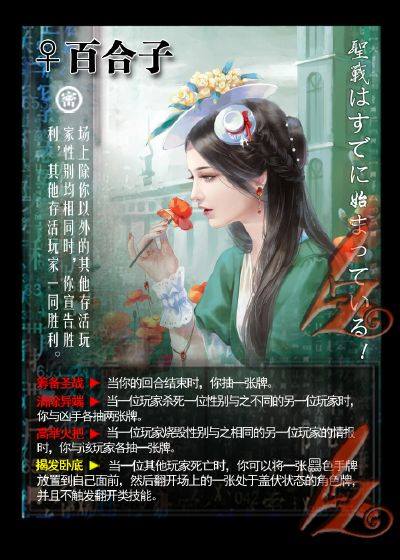 ♀百合子
密
场上除你以外的其他存活玩
家性别均相同时，你宣告胜
利，其他存活玩家一同胜利。
聖戦はすでに始まっている！
筹备圣战 ▶ 当你的回合结束时，你抽一张牌。
清除异端 ▶ 当一位玩家杀死一位性别与之不同的另一位玩家时，
你与凶手各抽两张牌。
高举火把 ▶ 当一位玩家烧毁性别与之相同的另一位玩家的情报
时，你与该玩家各抽一张牌。
揭发卧底 ▶ 当一位其他玩家死亡时，你可以将一张黑色手牌
放置到自己面前，然后翻开场上的一张处于盖伏状态的角色牌，
并且不触发翻开类技能。